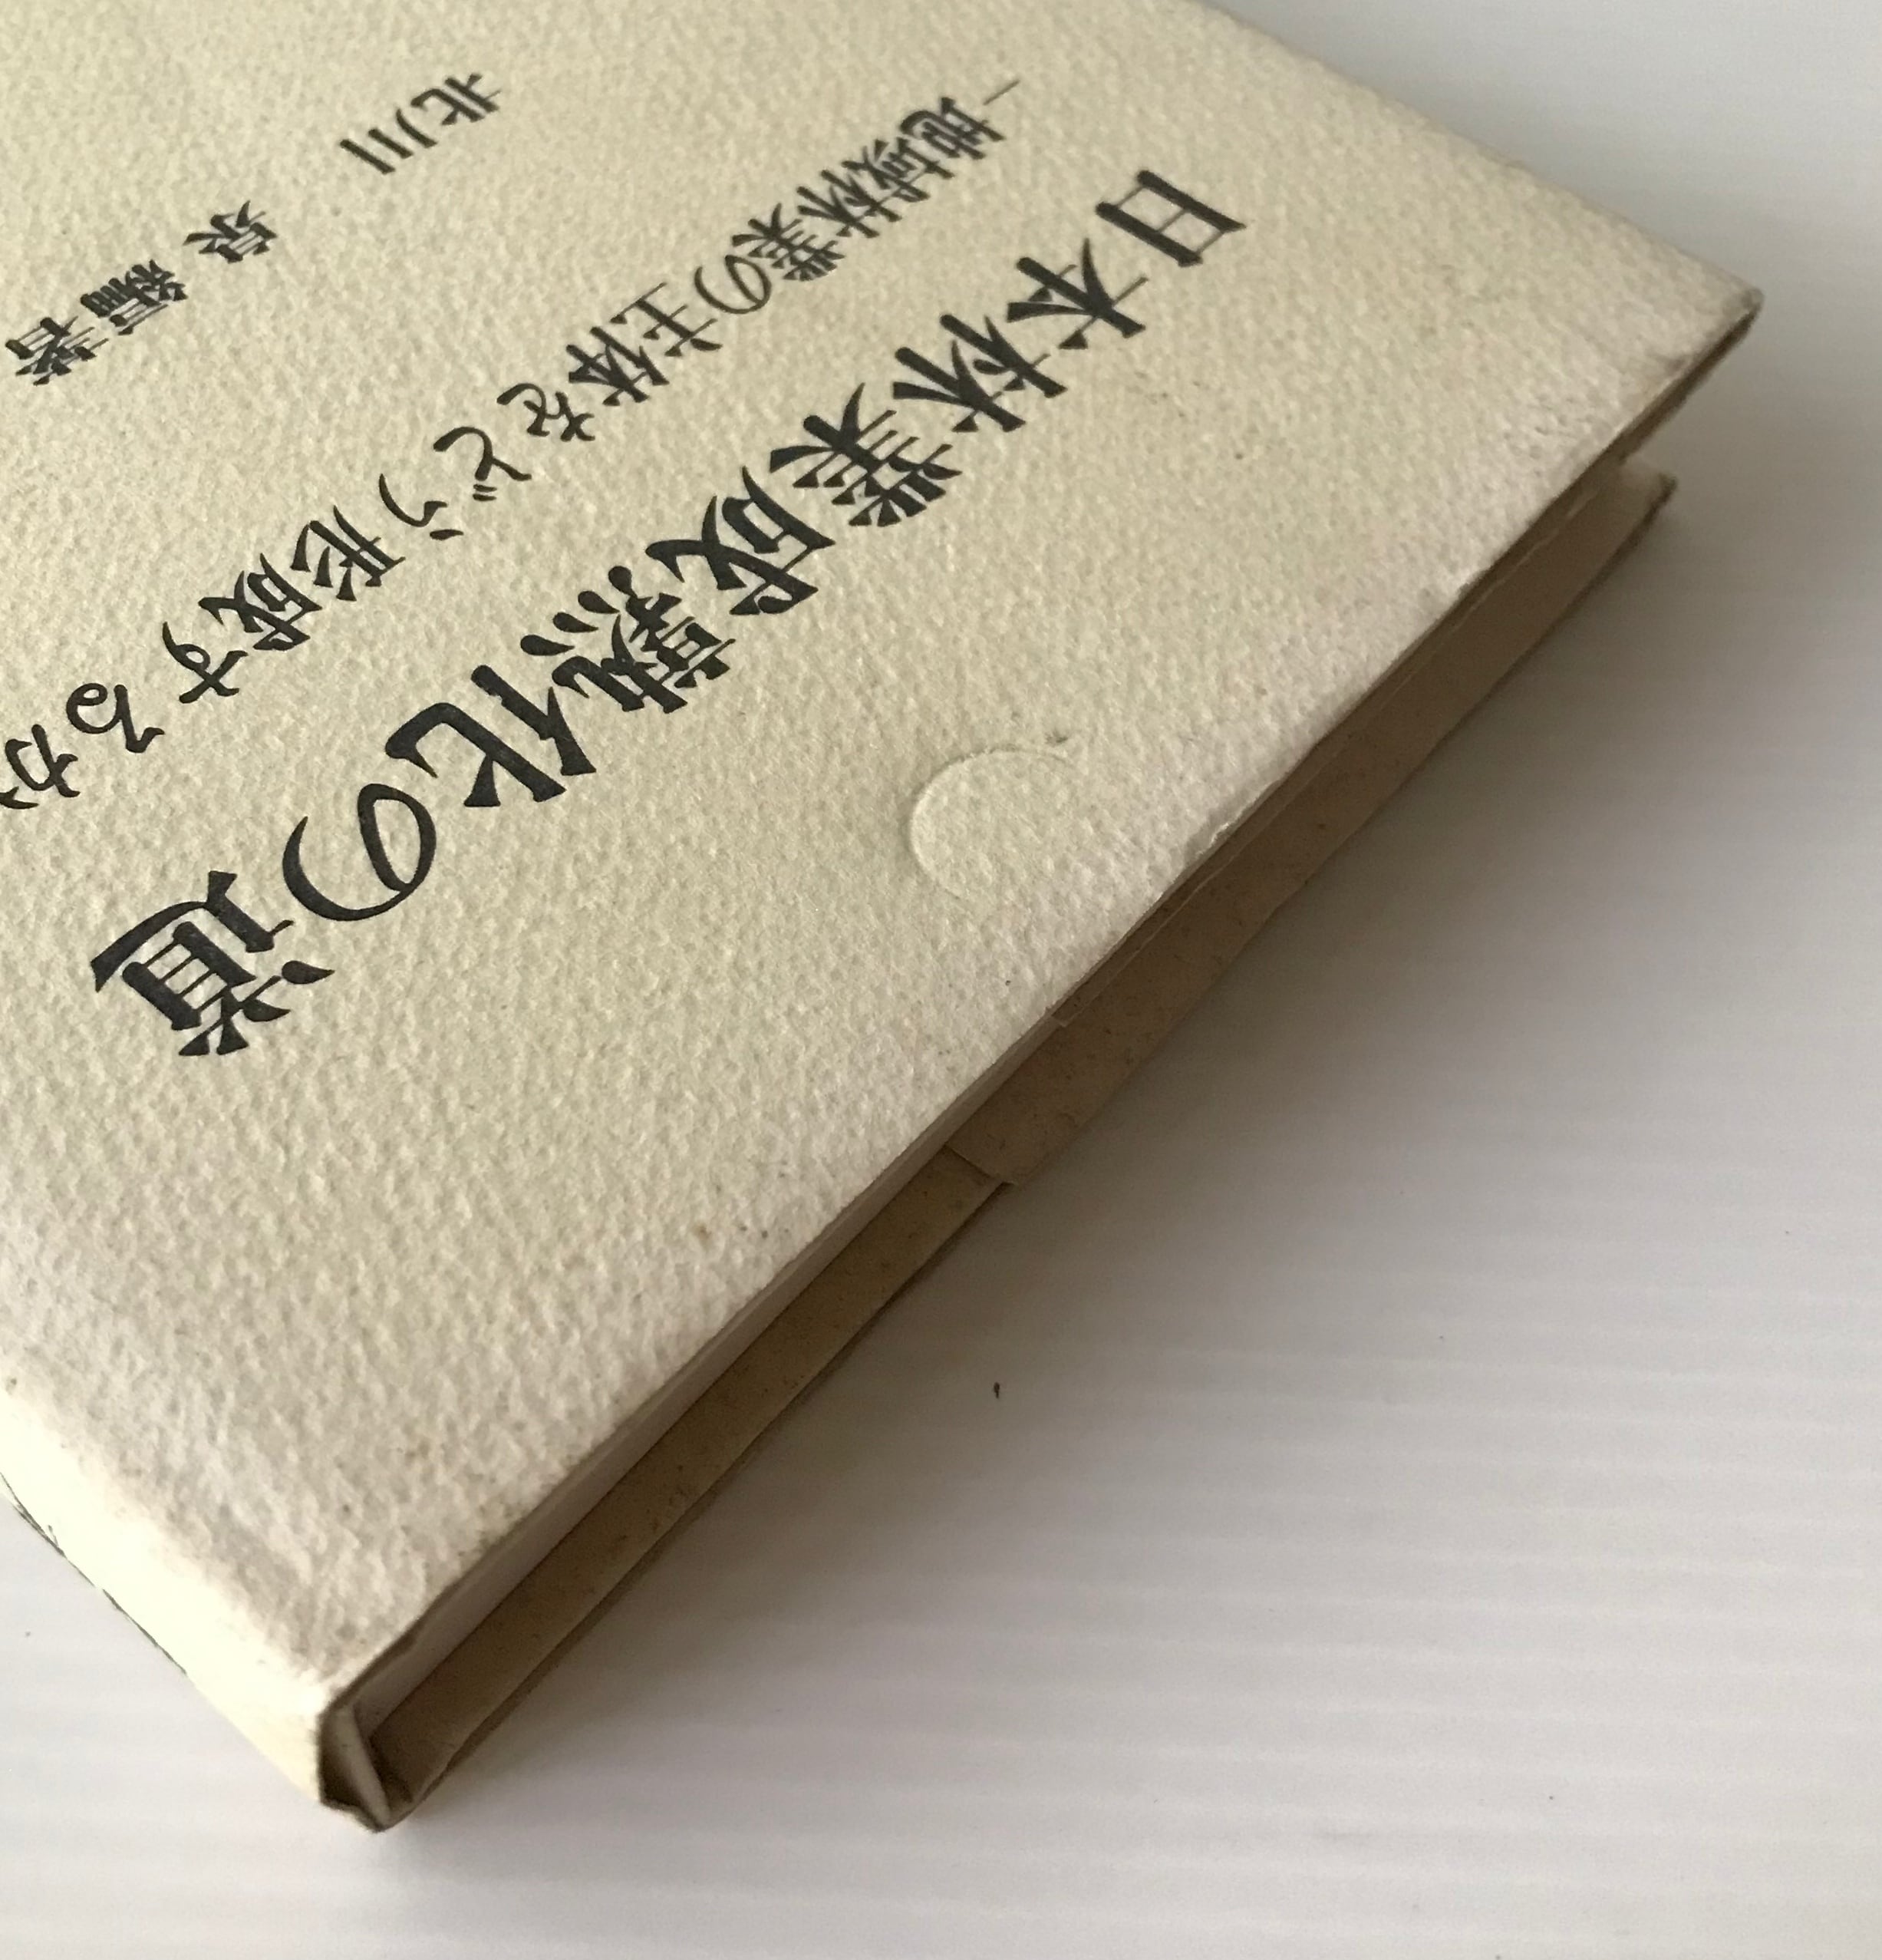 日本林業成熟化の道
―地域林業の主体をどう形成するか
北川 泉 編著